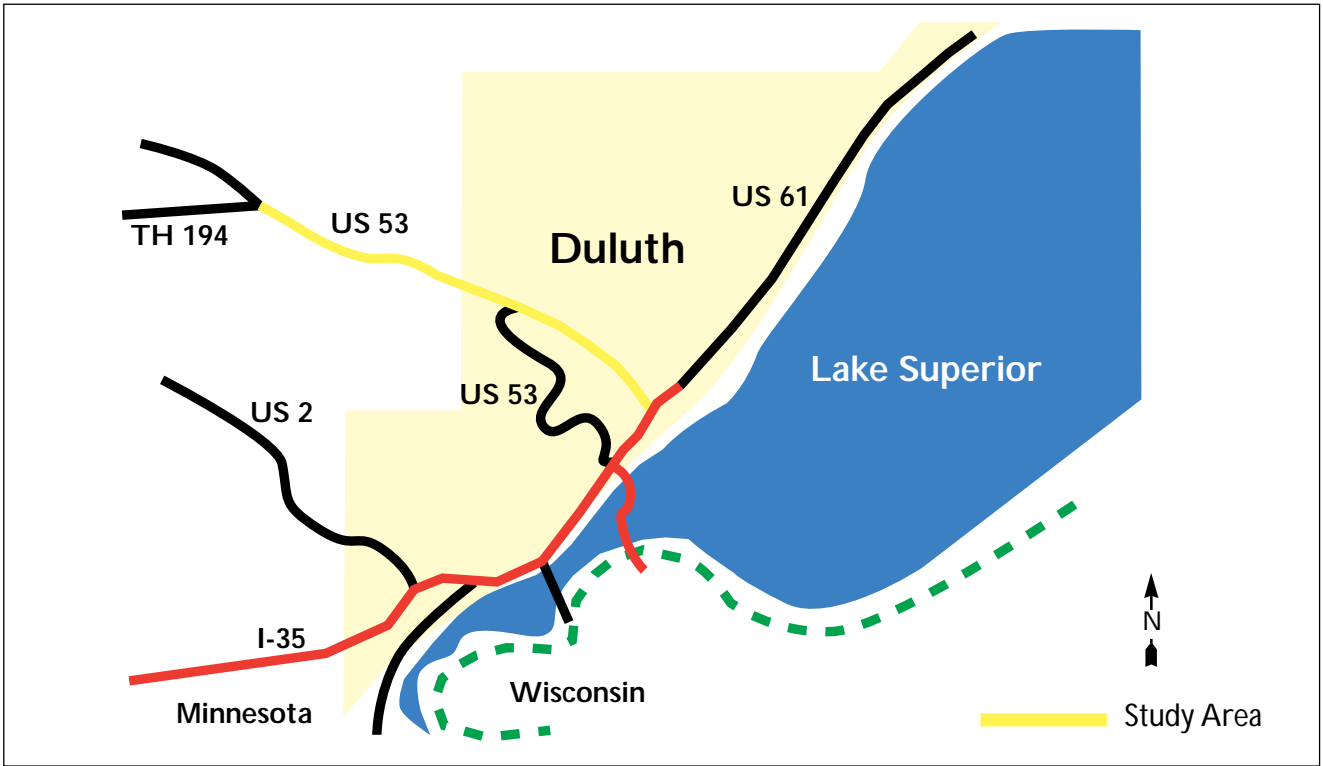 US 61
US 53
TH 194
Duluth
Lake Superior
US 53
US 2
N
I-35
Wisconsin
Minnesota
Study Area